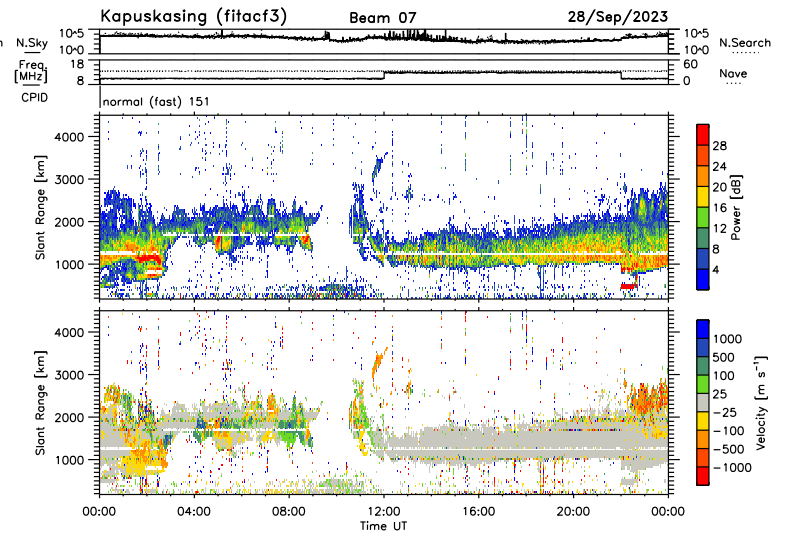 Kapuskasing (fitacf3) Beam 07 28/Sep/2023
N.Sky 10^5 10^0 10^5 10^0 N.Search
Freq. [MHz] 18 8 60 0 Nave
CPID normal (fast) 151
Slant Range [km] 4000 3000 2000 1000
Power [dB] 28 24 20 16 12 8 4
Slant Range [km] 4000 3000 2000 1000
Velocity [m s⁻¹] 1000 500 100 25 −25 −100 −500 −1000
00:00 04:00 08:00 12:00 16:00 20:00 00:00
Time UT